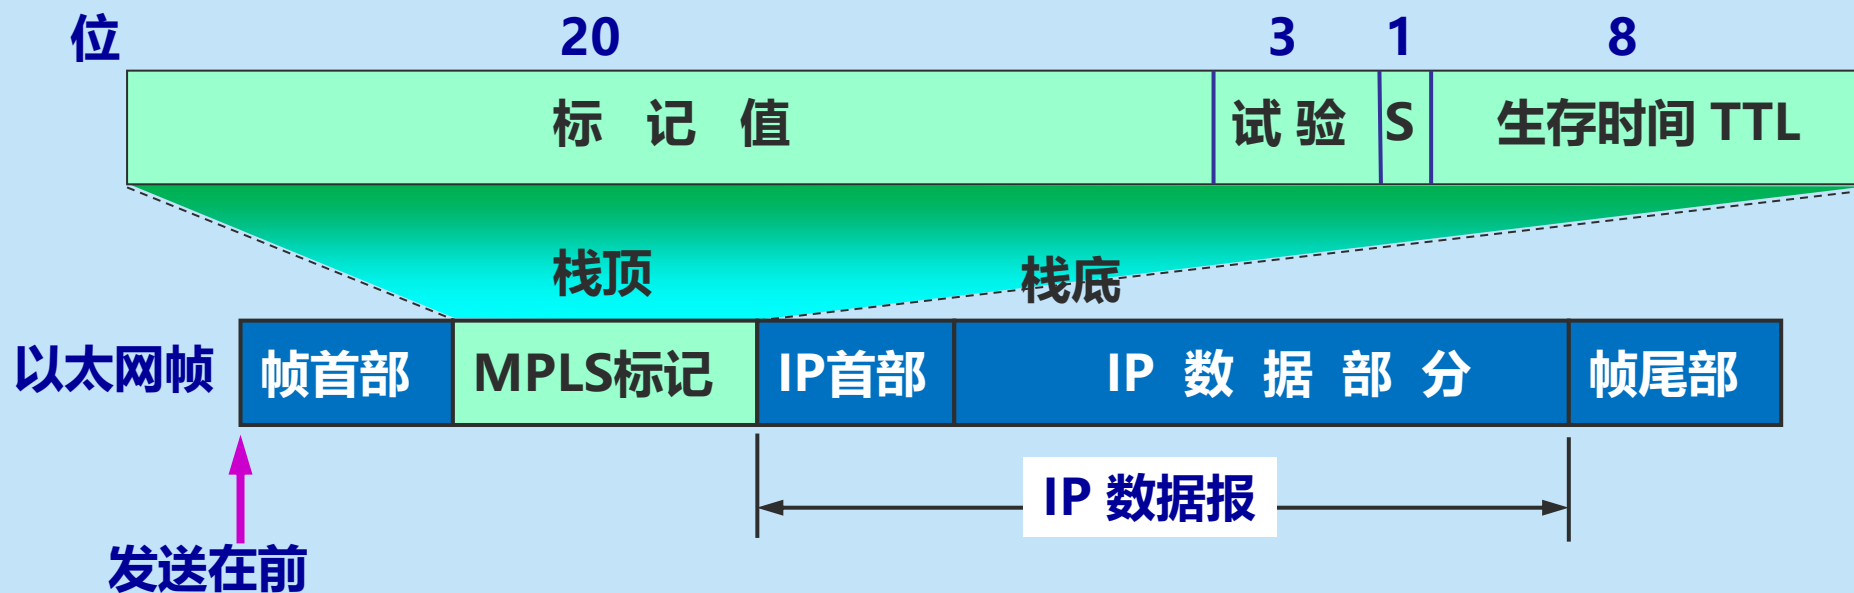 位 20 3 1 8
标 记 值 试 验 S 生存时间 TTL
栈顶 栈底
以太网帧 帧首部 MPLS标记 IP首部 IP 数 据 部 分 帧尾部
IP 数据报
发送在前